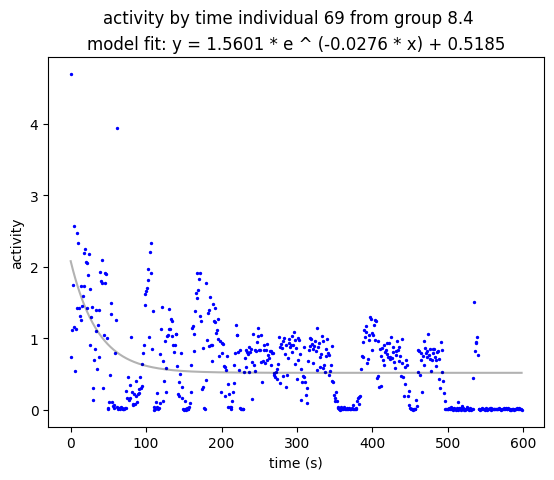 activity by time individual 69 from group 8.4
model fit: y = 1.5601 * e ^ (-0.0276 * x) + 0.5185
activity
4
3
2
1
0
0 100 200 300 400 500 600
time (s)